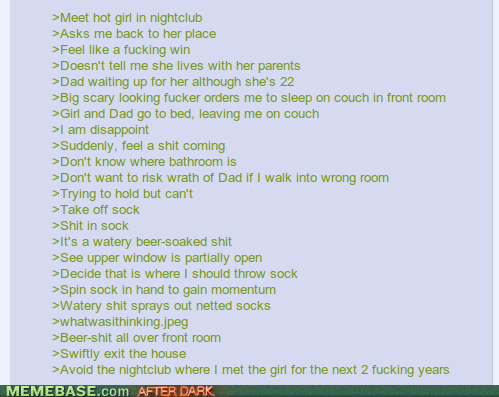 >Meet hot girl in nightclub
>Asks me back to her place
>Feel like a fucking win
>Doesn't tell me she lives with her parents
>Dad waiting up for her although she's 22
>Big scary looking fucker orders me to sleep on couch in front room
>Girl and Dad go to bed, leaving me on couch
>I am disappoint
>Suddenly, feel a shit coming
>Don't know where bathroom is
>Don't want to risk wrath of Dad if I walk into wrong room
>Trying to hold but can't
>Take off sock
>Shit in sock
>It's a watery beer-soaked shit
>See upper window is partially open
>Decide that is where I should throw sock
>Spin sock in hand to gain momentum
>Watery shit sprays out netted socks
>whatwasithinking.jpeg
>Beer-shit all over front room
>Swiftly exit the house
>Avoid the nightclub where I met the girl for the next 2 fucking years
MEMEBASE.com AFTER DARK